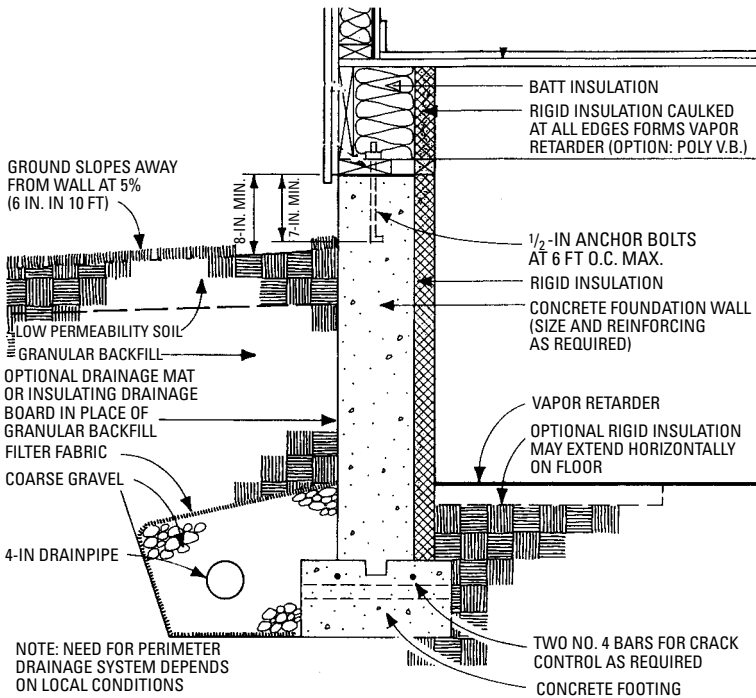 BATT INSULATION
RIGID INSULATION CAULKED
AT ALL EDGES FORMS VAPOR
RETARDER (OPTION: POLY V.B.)
GROUND SLOPES AWAY
FROM WALL AT 5%
(6 IN. IN 10 FT)
8-IN. MIN.
7-IN. MIN.
1/2-IN ANCHOR BOLTS
AT 6 FT O.C. MAX.
RIGID INSULATION
CONCRETE FOUNDATION WALL
(SIZE AND REINFORCING
AS REQUIRED)
LOW PERMEABILITY SOIL
GRANULAR BACKFILL
OPTIONAL DRAINAGE MAT
OR INSULATING DRAINAGE
BOARD IN PLACE OF
GRANULAR BACKFILL
FILTER FABRIC
COARSE GRAVEL
4-IN DRAINPIPE
VAPOR RETARDER
OPTIONAL RIGID INSULATION
MAY EXTEND HORIZONTALLY
ON FLOOR
NOTE: NEED FOR PERIMETER
DRAINAGE SYSTEM DEPENDS
ON LOCAL CONDITIONS
TWO NO. 4 BARS FOR CRACK
CONTROL AS REQUIRED
CONCRETE FOOTING